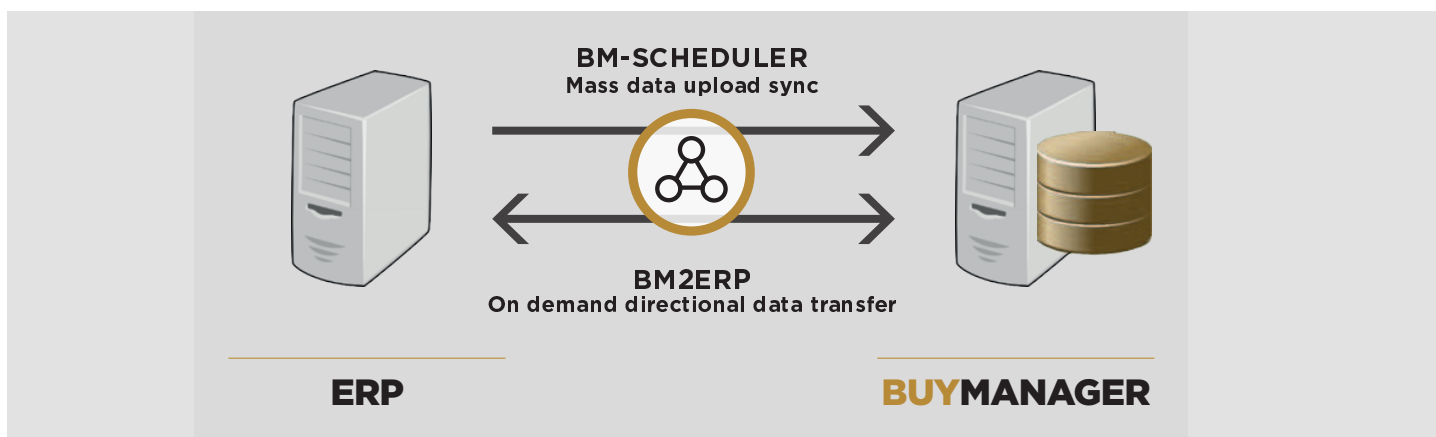 BM-SCHEDULER
Mass data upload sync
BM2ERP
On demand directional data transfer
ERP
BUYMANAGER